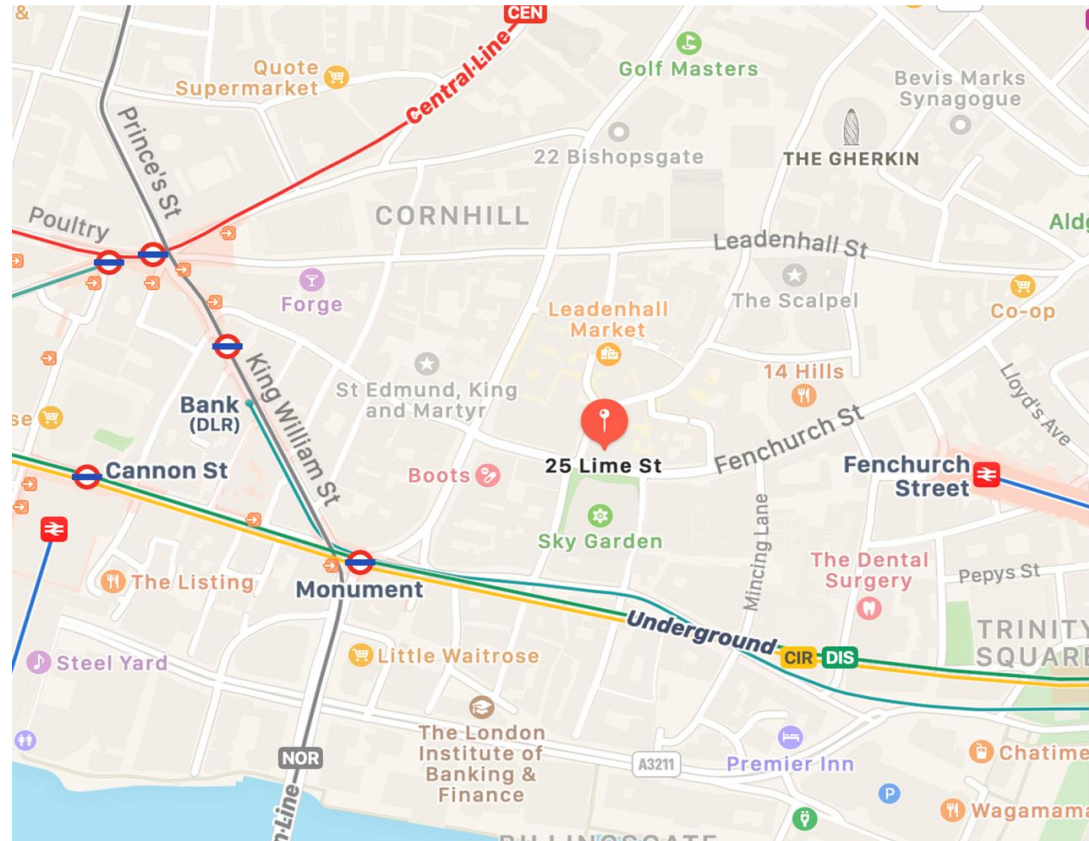 &
CEN
Central Line
Quote
Supermarket
Golf Masters
Bevis Marks
Synagogue
Prince's St
22 Bishopsgate
THE GHERKIN
CORNHILL
Poultry
Leadenhall St
Forge
Leadenhall
Market
The Scalpel
Co-op
14 Hills
St Edmund, King
and Martyr
King William St
Bank
(DLR)
se
Lloyd's Ave
Cannon St
Boots
25 Lime St
Fenchurch St
Fenchurch
Street
Sky Garden
Mincing Lane
The Dental
Surgery
Pepys St
The Listing
Monument
Underground
CIR
DIS
TRINITY
SQUARE
Steel Yard
Little Waitrose
The London
Institute of
Banking &
Finance
NOR
A3211
Premier Inn
Chatime
P
Wagamama
Line